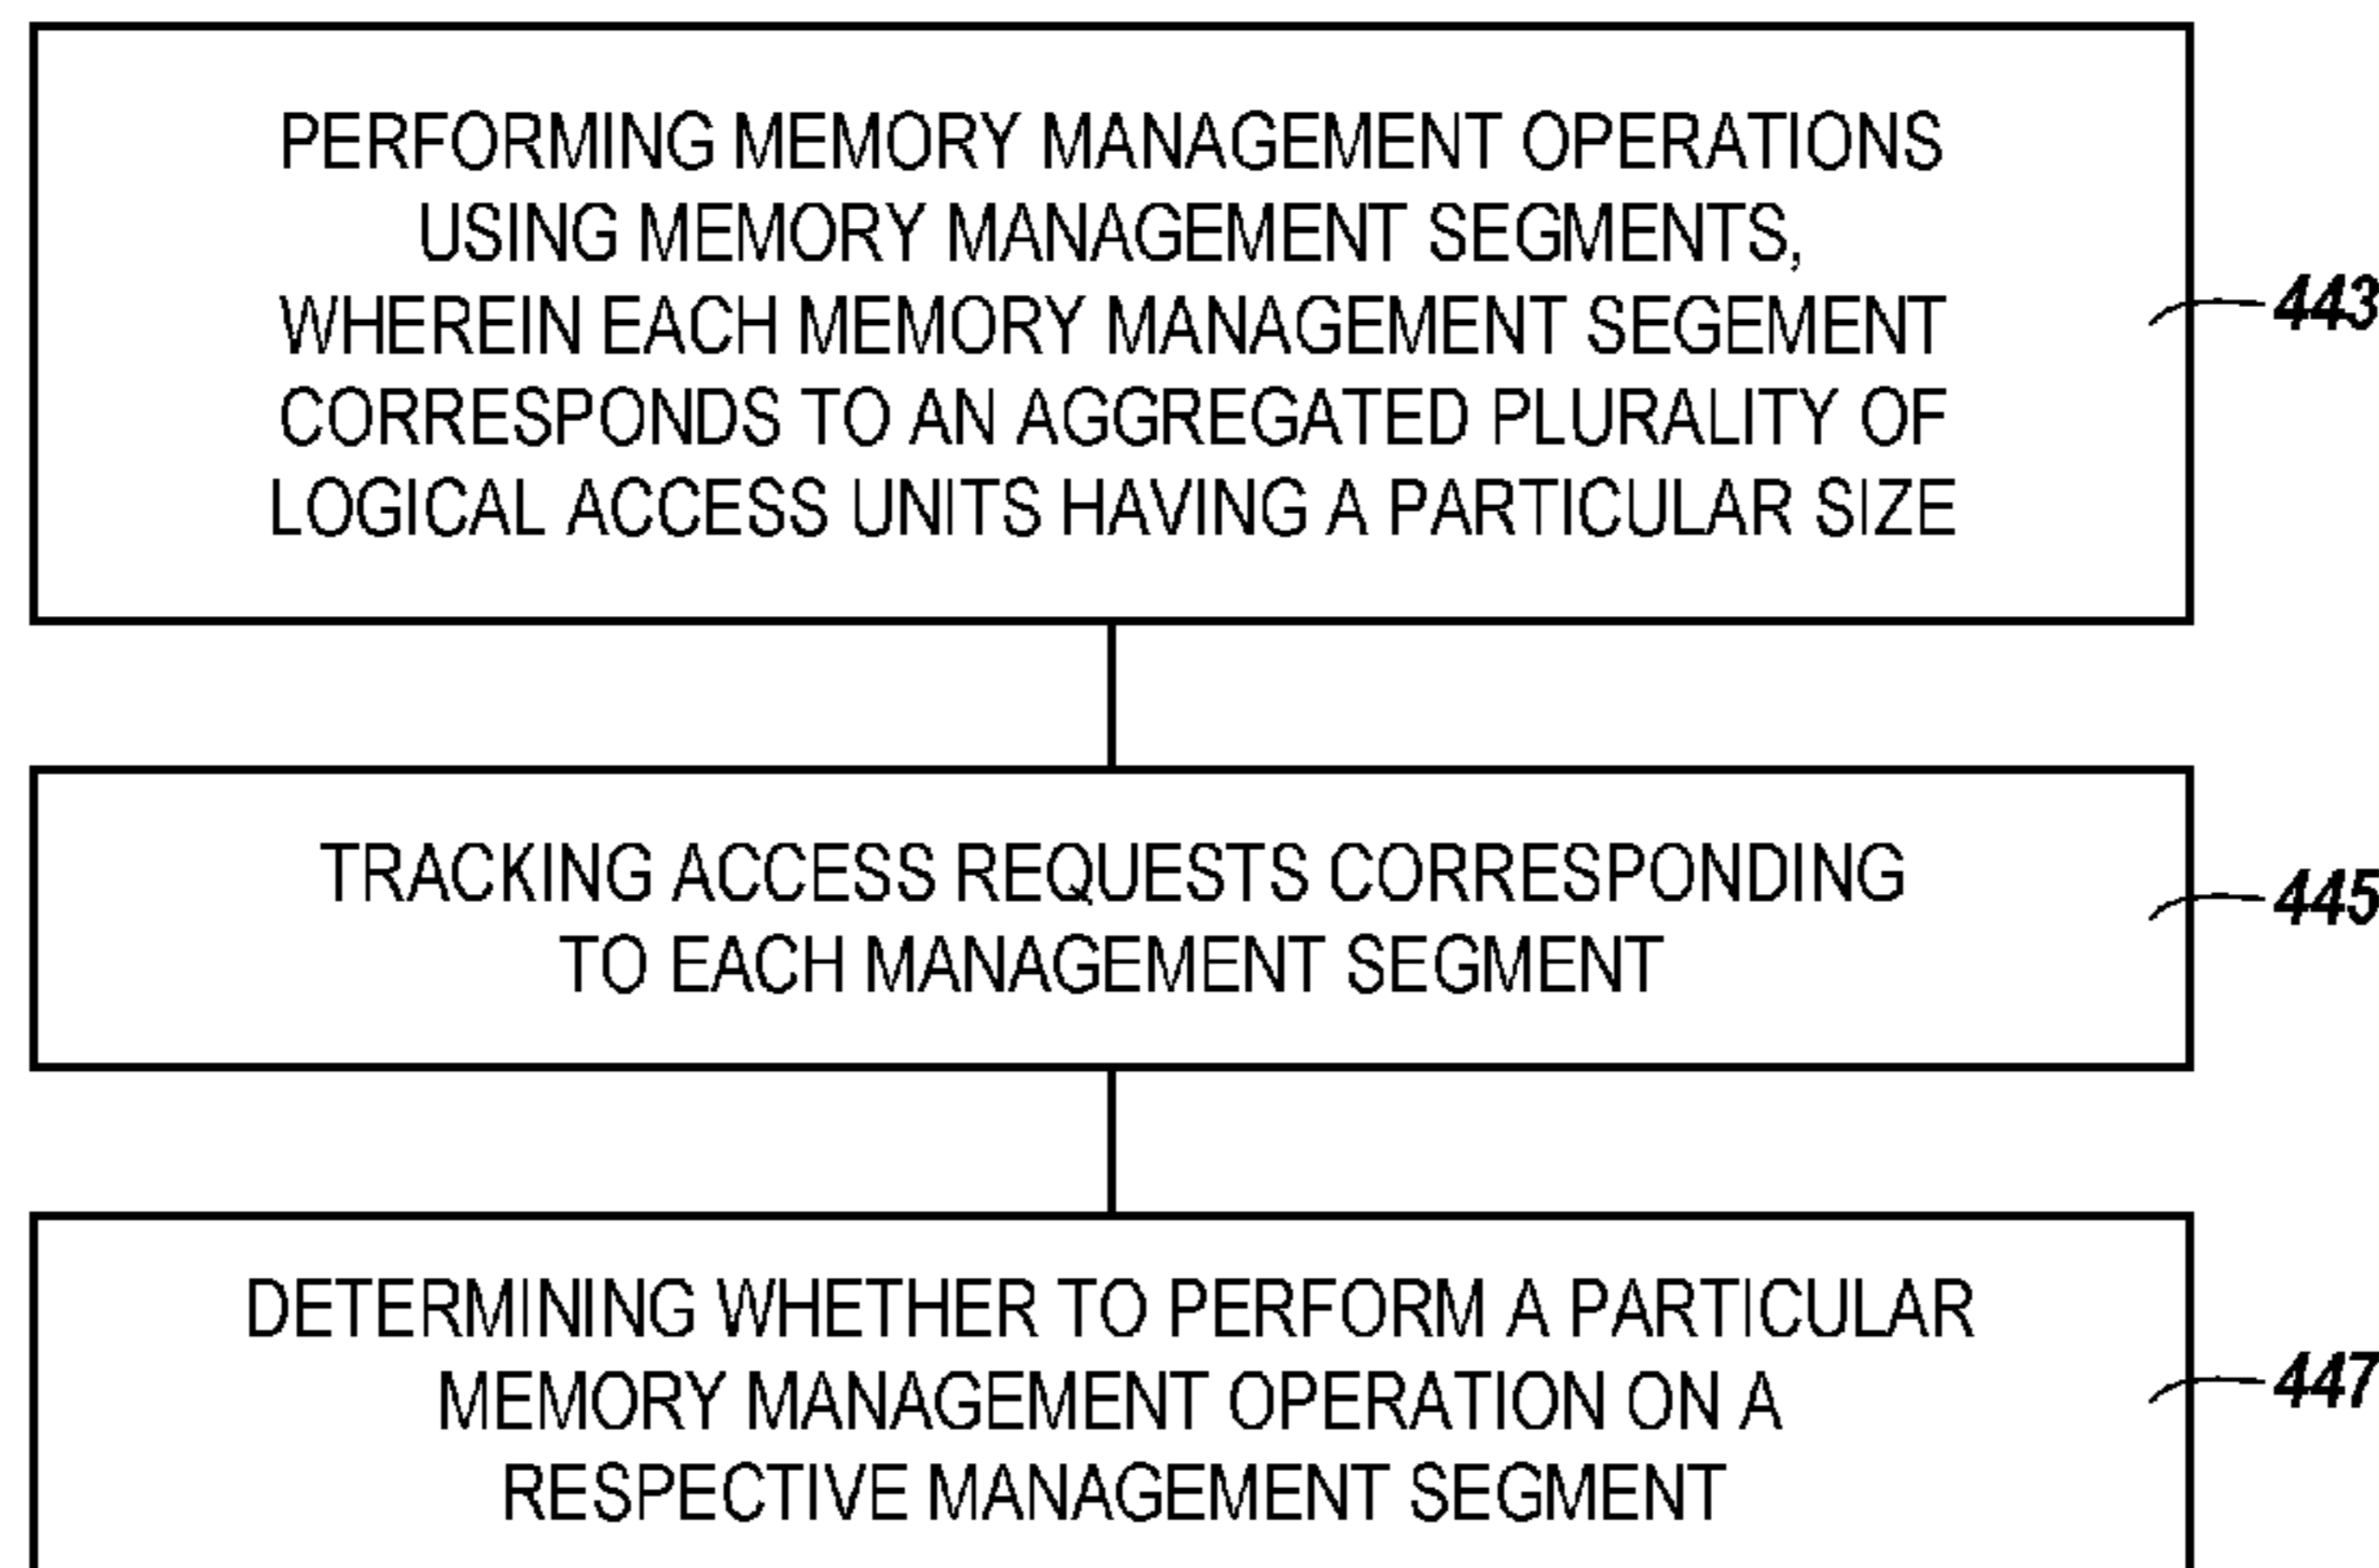 PERFORMING MEMORY MANAGEMENT OPERATIONS
USING MEMORY MANAGEMENT SEGMENTS,
WHEREIN EACH MEMORY MANAGEMENT SEGEMENT
CORRESPONDS TO AN AGGREGATED PLURALITY OF
LOGICAL ACCESS UNITS HAVING A PARTICULAR SIZE
443
TRACKING ACCESS REQUESTS CORRESPONDING
TO EACH MANAGEMENT SEGMENT
445
DETERMINING WHETHER TO PERFORM A PARTICULAR
MEMORY MANAGEMENT OPERATION ON A
RESPECTIVE MANAGEMENT SEGMENT
447